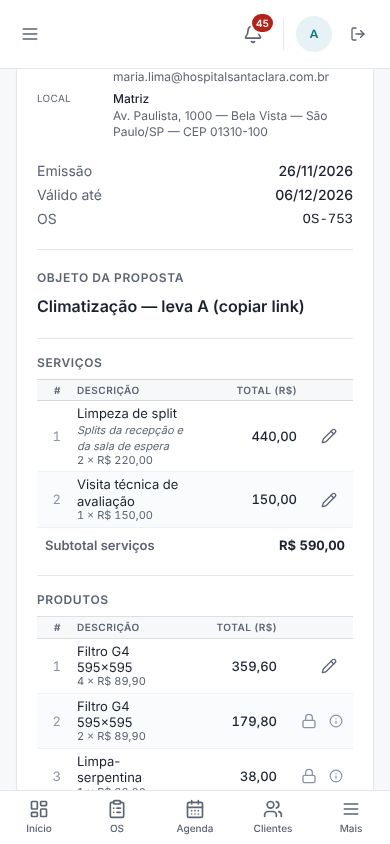 45
A
maria.lima@hospitalsantaclara.com.br
LOCAL
Matriz
Av. Paulista, 1000 — Bela Vista — São
Paulo/SP — CEP 01310-100
Emissão 26/11/2026
Válido até 06/12/2026
OS OS-753
OBJETO DA PROPOSTA
Climatização — leva A (copiar link)
SERVIÇOS
# DESCRIÇÃO TOTAL (R$)
1 Limpeza de split 440,00
Splits da recepção e
da sala de espera
2 × R$ 220,00
2 Visita técnica de
avaliação 150,00
1 × R$ 150,00
Subtotal serviços R$ 590,00
PRODUTOS
# DESCRIÇÃO TOTAL (R$)
1 Filtro G4
595×595 359,60
4 × R$ 89,90
2 Filtro G4
595×595 179,80
2 × R$ 89,90
3 Limpa-
serpentina 38,00
Início OS Agenda Clientes Mais